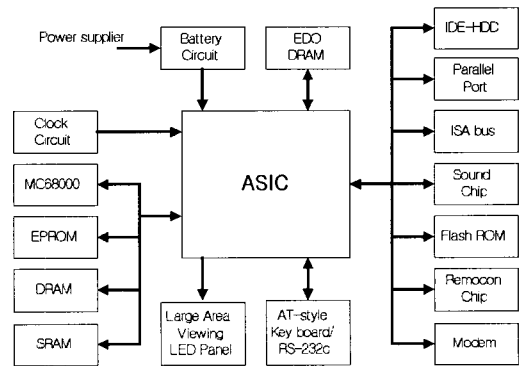 Power supplier
Battery
Circuit
EDO
DRAM
IDE-HDD
Parallel
Port
Clock
Circuit
ISA bus
ASIC
MC68000
Sound
Chip
EPROM
Flash ROM
DRAM
Large Area
Viewing
LED Panel
AT-style
Key board/
RS-232c
Remocon
Chip
SRAM
Modem